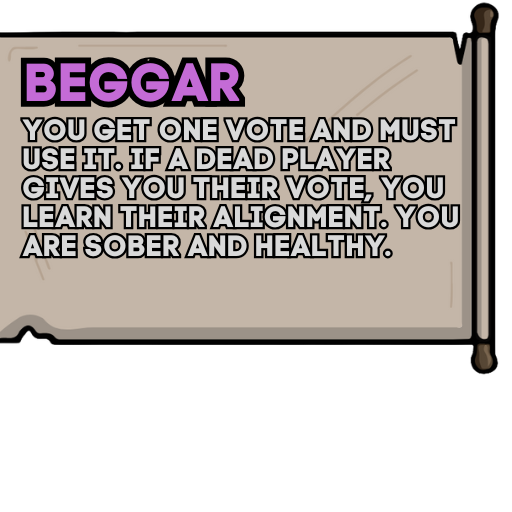 BEGGAR
YOU GET ONE VOTE AND MUST
USE IT. IF A DEAD PLAYER
GIVES YOU THEIR VOTE, YOU
LEARN THEIR ALIGNMENT. YOU
ARE SOBER AND HEALTHY.